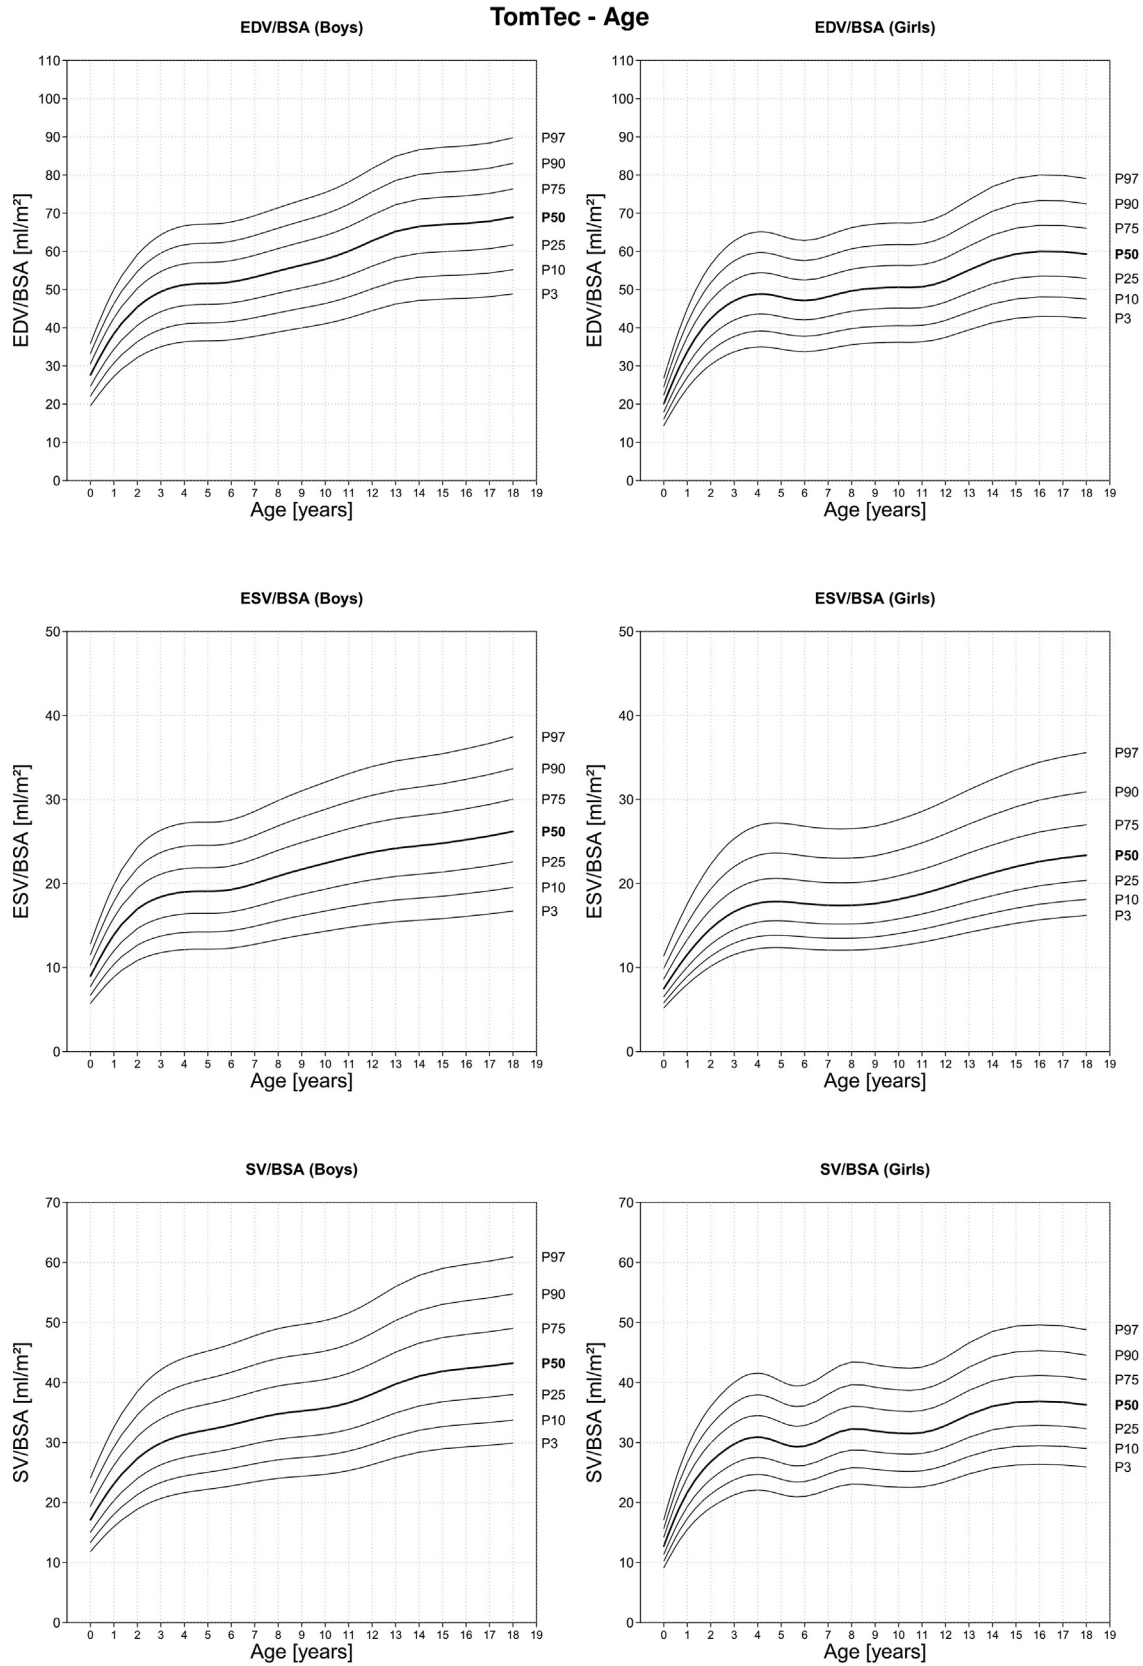 TomTec - Age
EDV/BSA (Boys)
EDV/BSA [ml/m²]
110
100
90
80
70
60
50
40
30
20
10
0
P97
P90
P75
P50
P25
P10
P3
0 1 2 3 4 5 6 7 8 9 10 11 12 13 14 15 16 17 18 19
Age [years]
EDV/BSA (Girls)
EDV/BSA [ml/m²]
110
100
90
80
70
60
50
40
30
20
10
0
P97
P90
P75
P50
P25
P10
P3
0 1 2 3 4 5 6 7 8 9 10 11 12 13 14 15 16 17 18 19
Age [years]
ESV/BSA (Boys)
ESV/BSA [ml/m²]
50
40
30
20
10
0
P97
P90
P75
P50
P25
P10
P3
0 1 2 3 4 5 6 7 8 9 10 11 12 13 14 15 16 17 18 19
Age [years]
ESV/BSA (Girls)
ESV/BSA [ml/m²]
50
40
30
20
10
0
P97
P90
P75
P50
P25
P10
P3
0 1 2 3 4 5 6 7 8 9 10 11 12 13 14 15 16 17 18 19
Age [years]
SV/BSA (Boys)
SV/BSA [ml/m²]
70
60
50
40
30
20
10
0
P97
P90
P75
P50
P25
P10
P3
0 1 2 3 4 5 6 7 8 9 10 11 12 13 14 15 16 17 18 19
Age [years]
SV/BSA (Girls)
SV/BSA [ml/m²]
70
60
50
40
30
20
10
0
P97
P90
P75
P50
P25
P10
P3
0 1 2 3 4 5 6 7 8 9 10 11 12 13 14 15 16 17 18 19
Age [years]